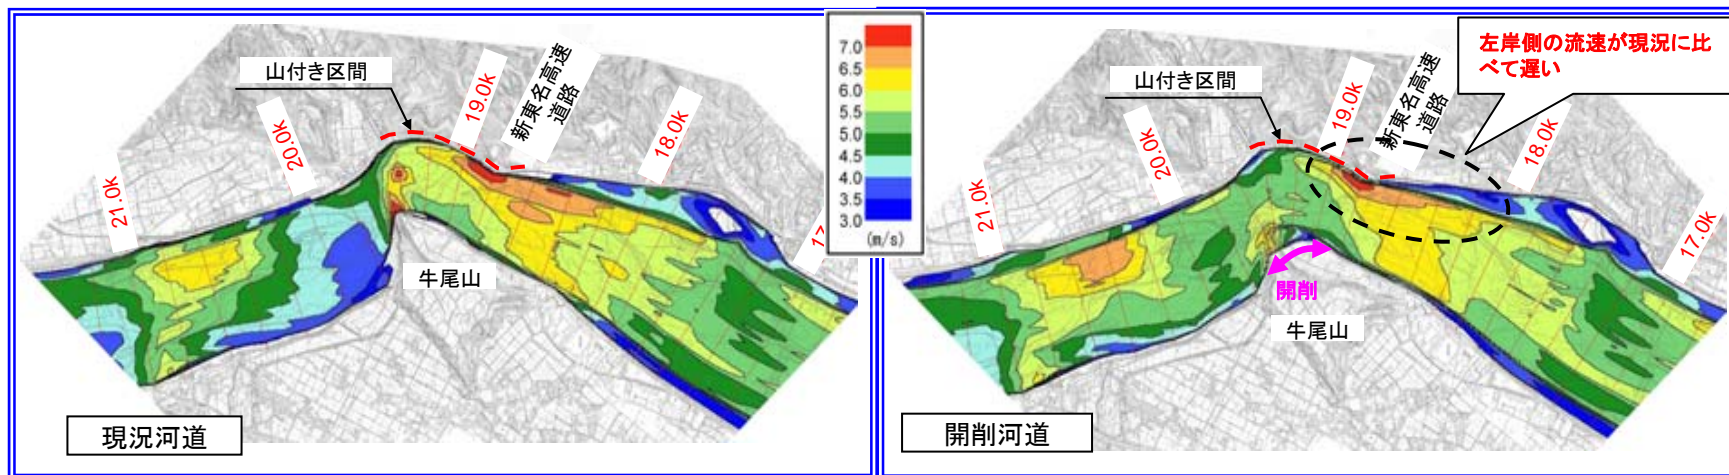 山付き区間
19.0k
新東名高速
道路
20.0k
18.0k
21.0k
17
牛尾山
現況河道
7.0
6.5
6.0
5.5
5.0
4.5
4.0
3.5
3.0
(m/s)
左岸側の流速が現況に比
べて遅い
山付き区間
19.0k
新東名高速
道路
20.0k
18.0k
21.0k
17.0k
開削
牛尾山
開削河道